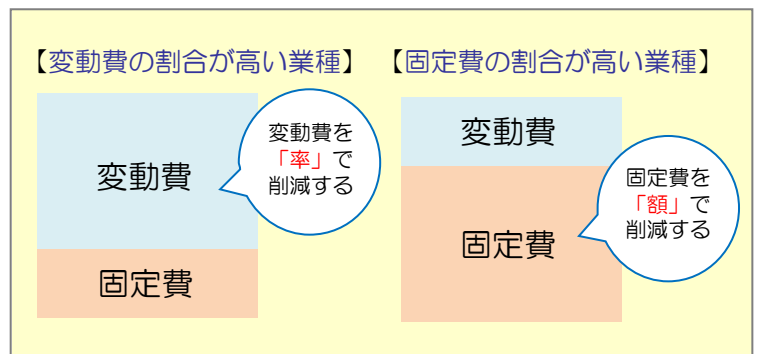 【変動費の割合が高い業種】
変動費
変動費を
「率」で
削減する
固定費
【固定費の割合が高い業種】
変動費
固定費
固定費を
「額」で
削減する